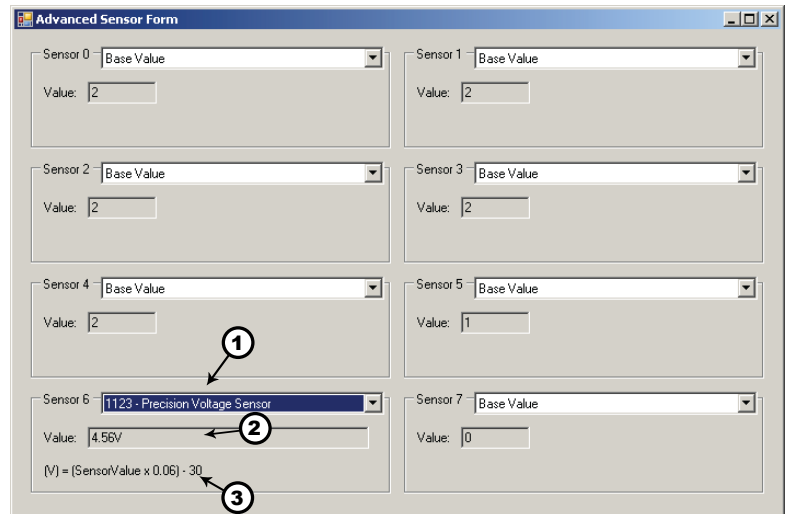 Advanced Sensor Form
Sensor 0 Base Value
Value: 2
Sensor 1 Base Value
Value: 2
Sensor 2 Base Value
Value: 2
Sensor 3 Base Value
Value: 2
Sensor 4 Base Value
Value: 2
Sensor 5 Base Value
Value: 1
1
Sensor 6 1123 - Precision Voltage Sensor
Value: 4.56V
2
(V) = (SensorValue x 0.06) - 30
3
Sensor 7 Base Value
Value: 0